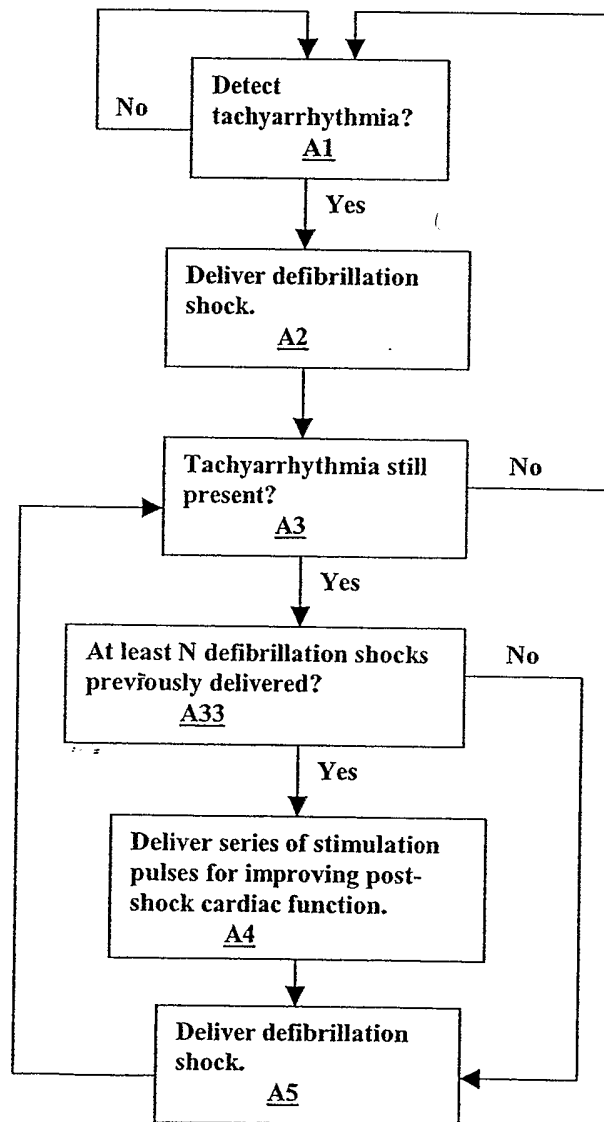 Detect
tachyarrhythmia?
A1
No
Yes
Deliver defibrillation
shock.
A2
Tachyarrhythmia still
present?
A3
No
Yes
At least N defibrillation shocks
previously delivered?
A33
No
Yes
Deliver series of stimulation
pulses for improving post-
shock cardiac function.
A4
Deliver defibrillation
shock.
A5